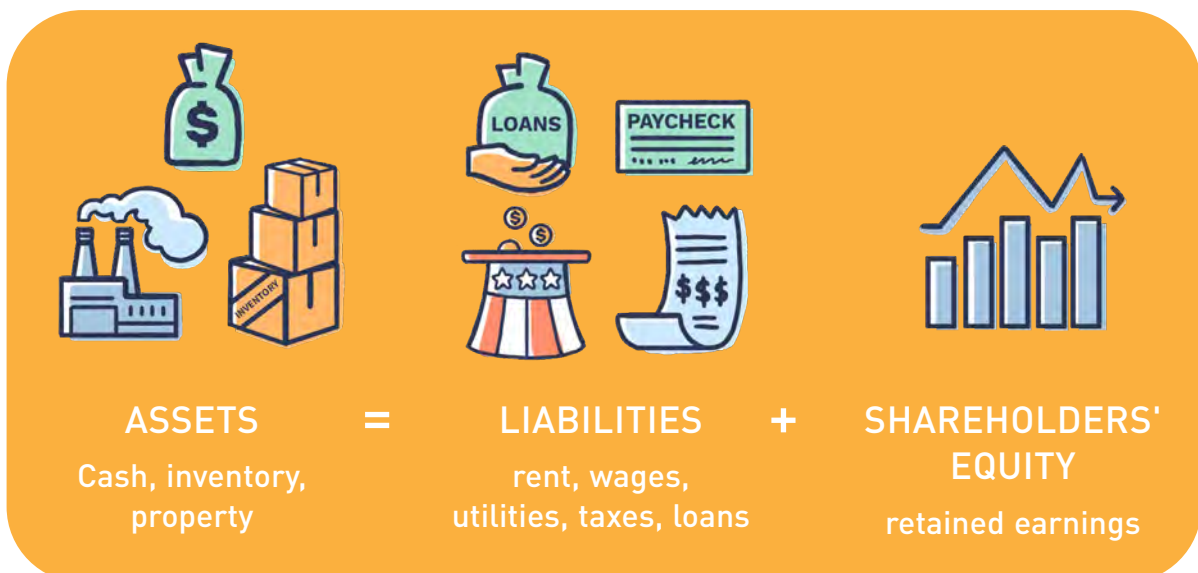 $
LOANS
PAYCHECK
INVENTORY
$
$
$$$
ASSETS = LIABILITIES + SHAREHOLDERS'
EQUITY
Cash, inventory,
property
rent, wages,
utilities, taxes, loans
retained earnings